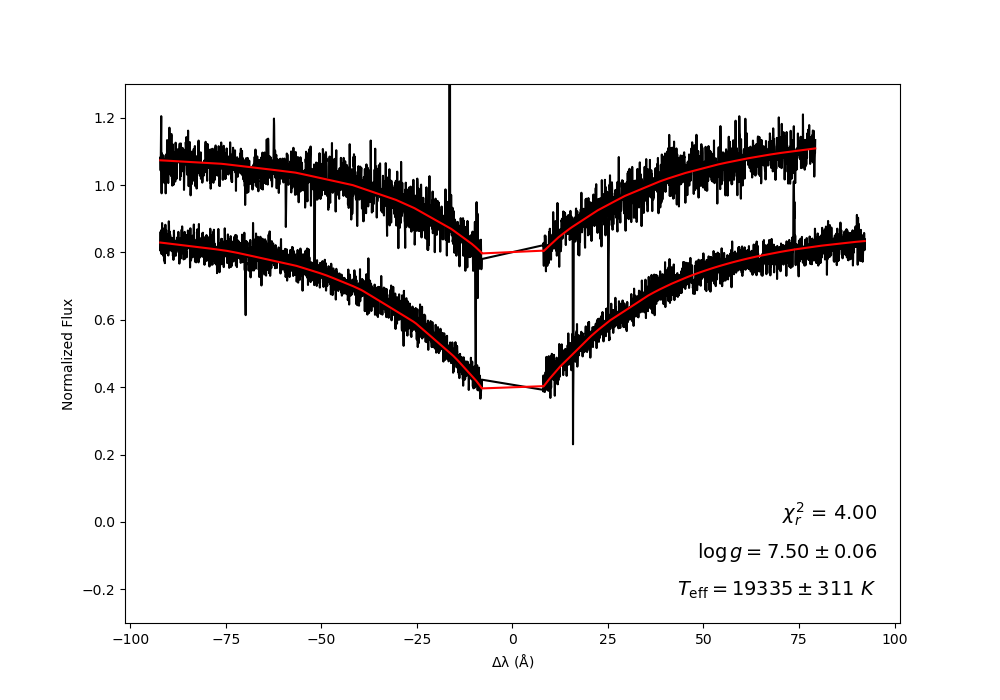 1.2
1.0
0.8
0.6
0.4
0.2
0.0
−0.2
Normalized Flux
χ²ᵣ = 4.00
log g = 7.50 ± 0.06
T_eff = 19335 ± 311 K
−100 −75 −50 −25 0 25 50 75 100
Δλ (Å)